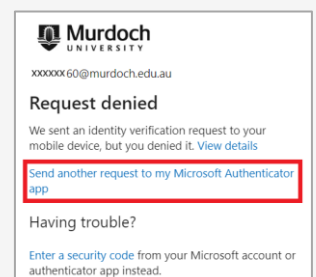 Murdoch
UNIVERSITY
xxxxxx60@murdoch.edu.au
Request denied
We sent an identity verification request to your
mobile device, but you denied it. View details
Send another request to my Microsoft Authenticator
app
Having trouble?
Enter a security code from your Microsoft account or
authenticator app instead.